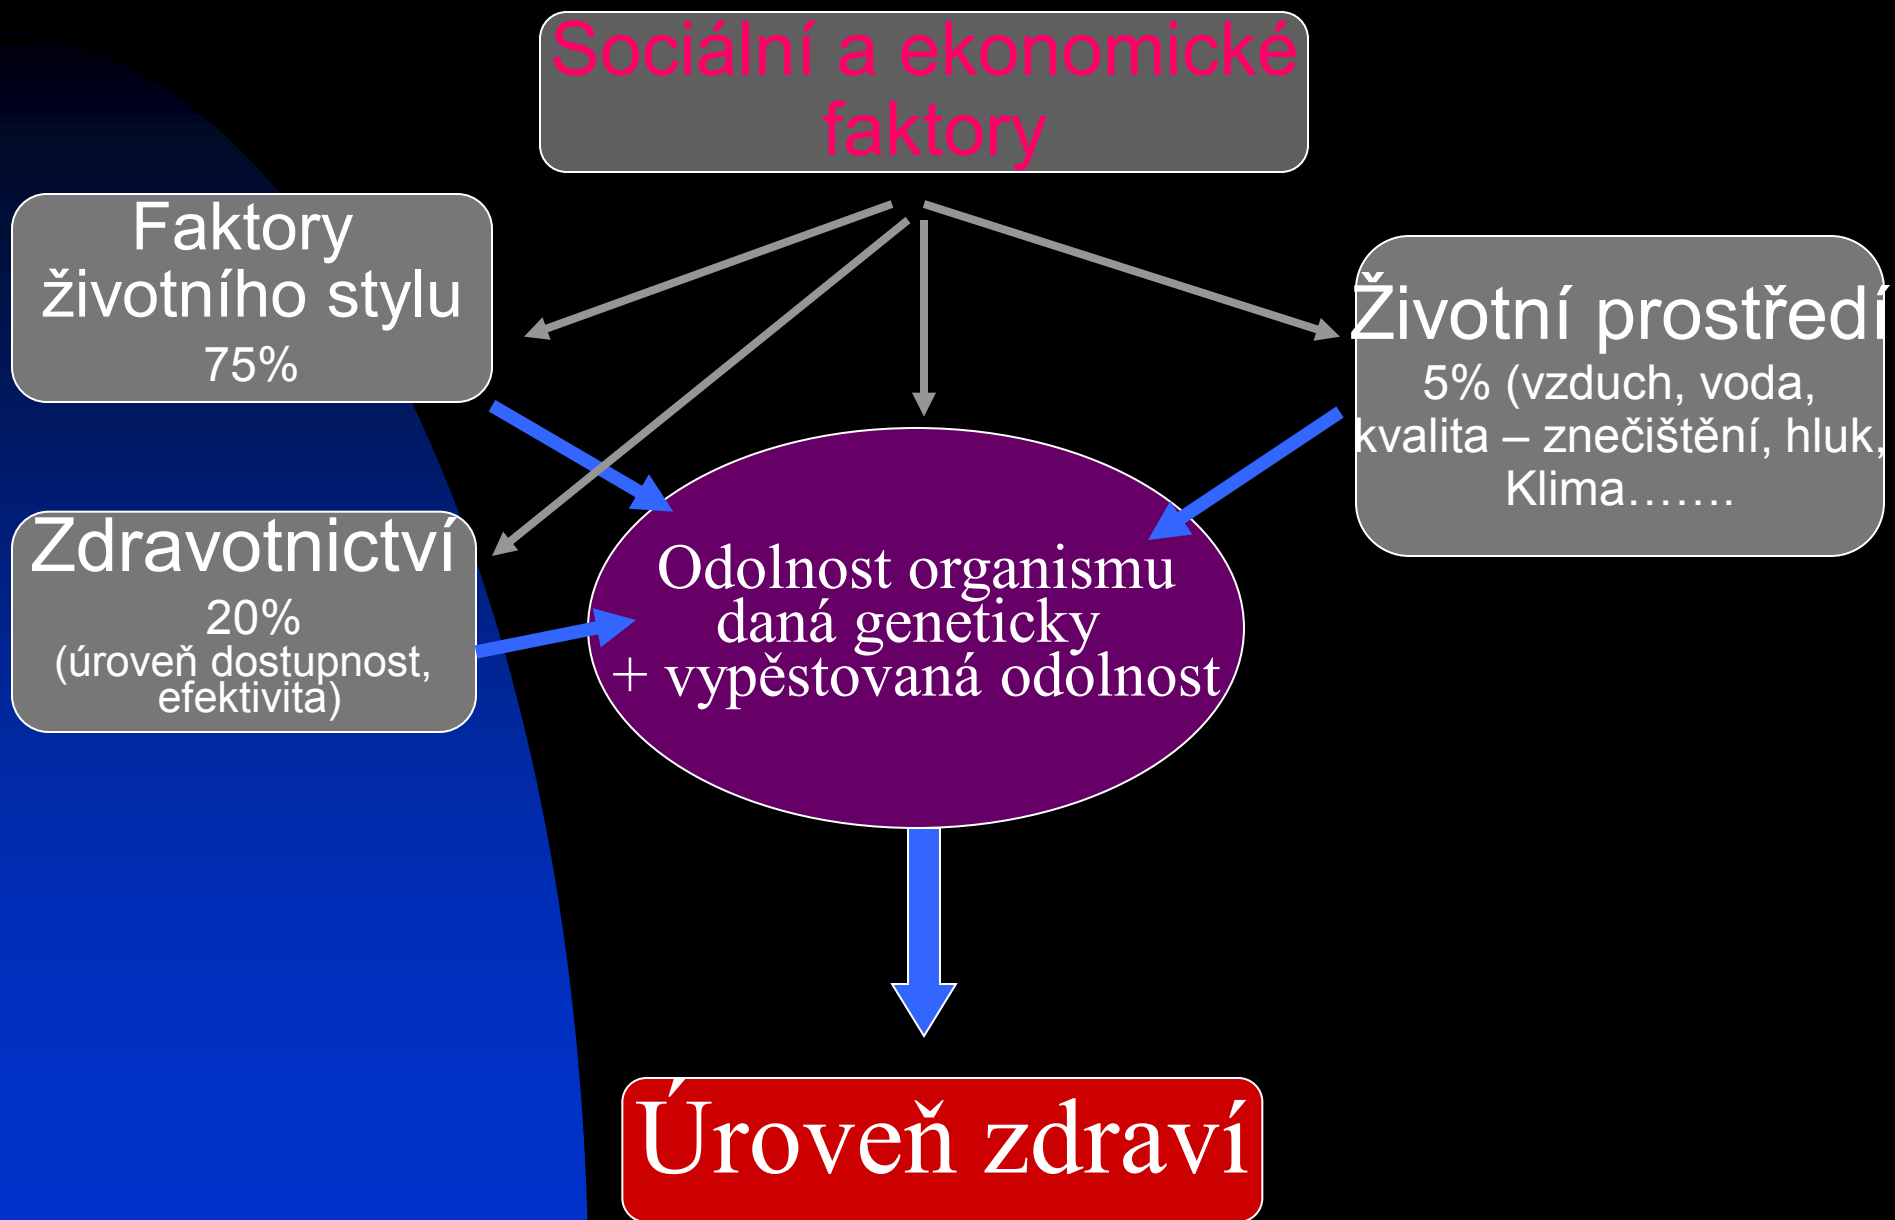 Sociální a ekonomické
faktory
Faktory
životního stylu
75%
Životní prostředí
5% (vzduch, voda,
kvalita – znečištění, hluk,
Klima…….
Zdravotnictví
20%
(úroveň dostupnost,
efektivita)
Odolnost organismu
daná geneticky
+ vypěstovaná odolnost
Úroveň zdraví